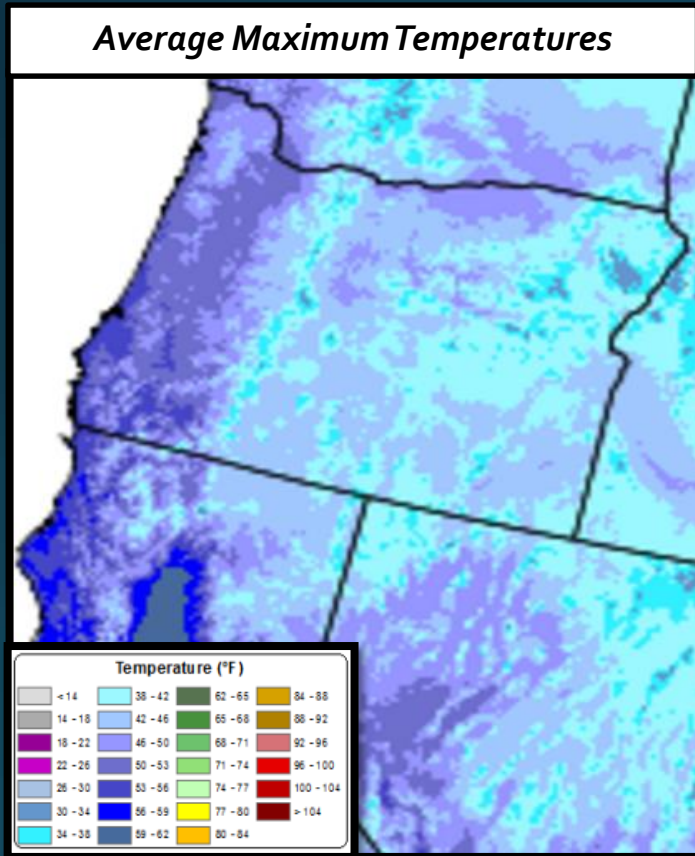 Average Maximum Temperatures
Temperature (°F)
< 14
14 - 18
18 - 22
22 - 26
26 - 30
30 - 34
34 - 38
38 - 42
42 - 46
46 - 50
50 - 53
53 - 56
56 - 59
59 - 62
62 - 65
65 - 68
68 - 71
71 - 74
74 - 77
77 - 80
80 - 84
84 - 88
88 - 92
92 - 96
96 - 100
100 - 104
> 104